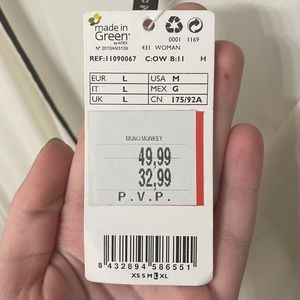 made in
Green
by AITEX
Nº 2010AN3139
0001 1169
431 WOMAN
REF:11090067 C:OW B:11 H
EUR L USA M
IT L MEX G
UK L CN 175/92A
MONO MONKEY
49,99
32,99
P.V.P.
8 432894 586551
XS S M L XL